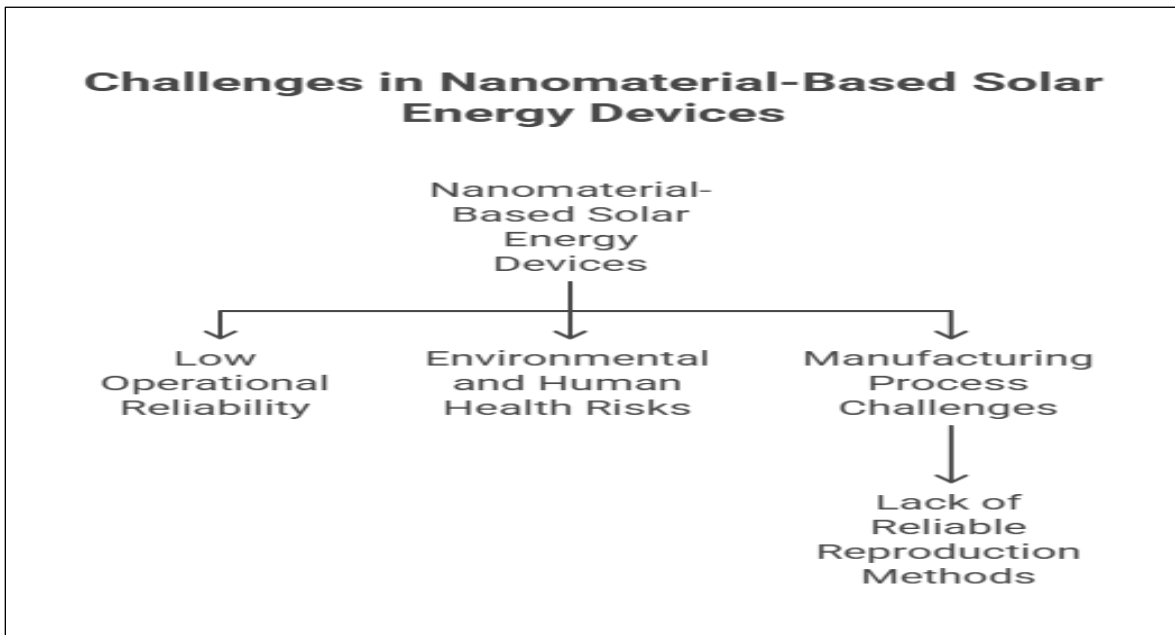 Challenges in Nanomaterial-Based Solar
Energy Devices
Nanomaterial-
Based Solar
Energy
Devices
Low
Operational
Reliability
Environmental
and Human
Health Risks
Manufacturing
Process
Challenges
Lack of
Reliable
Reproduction
Methods